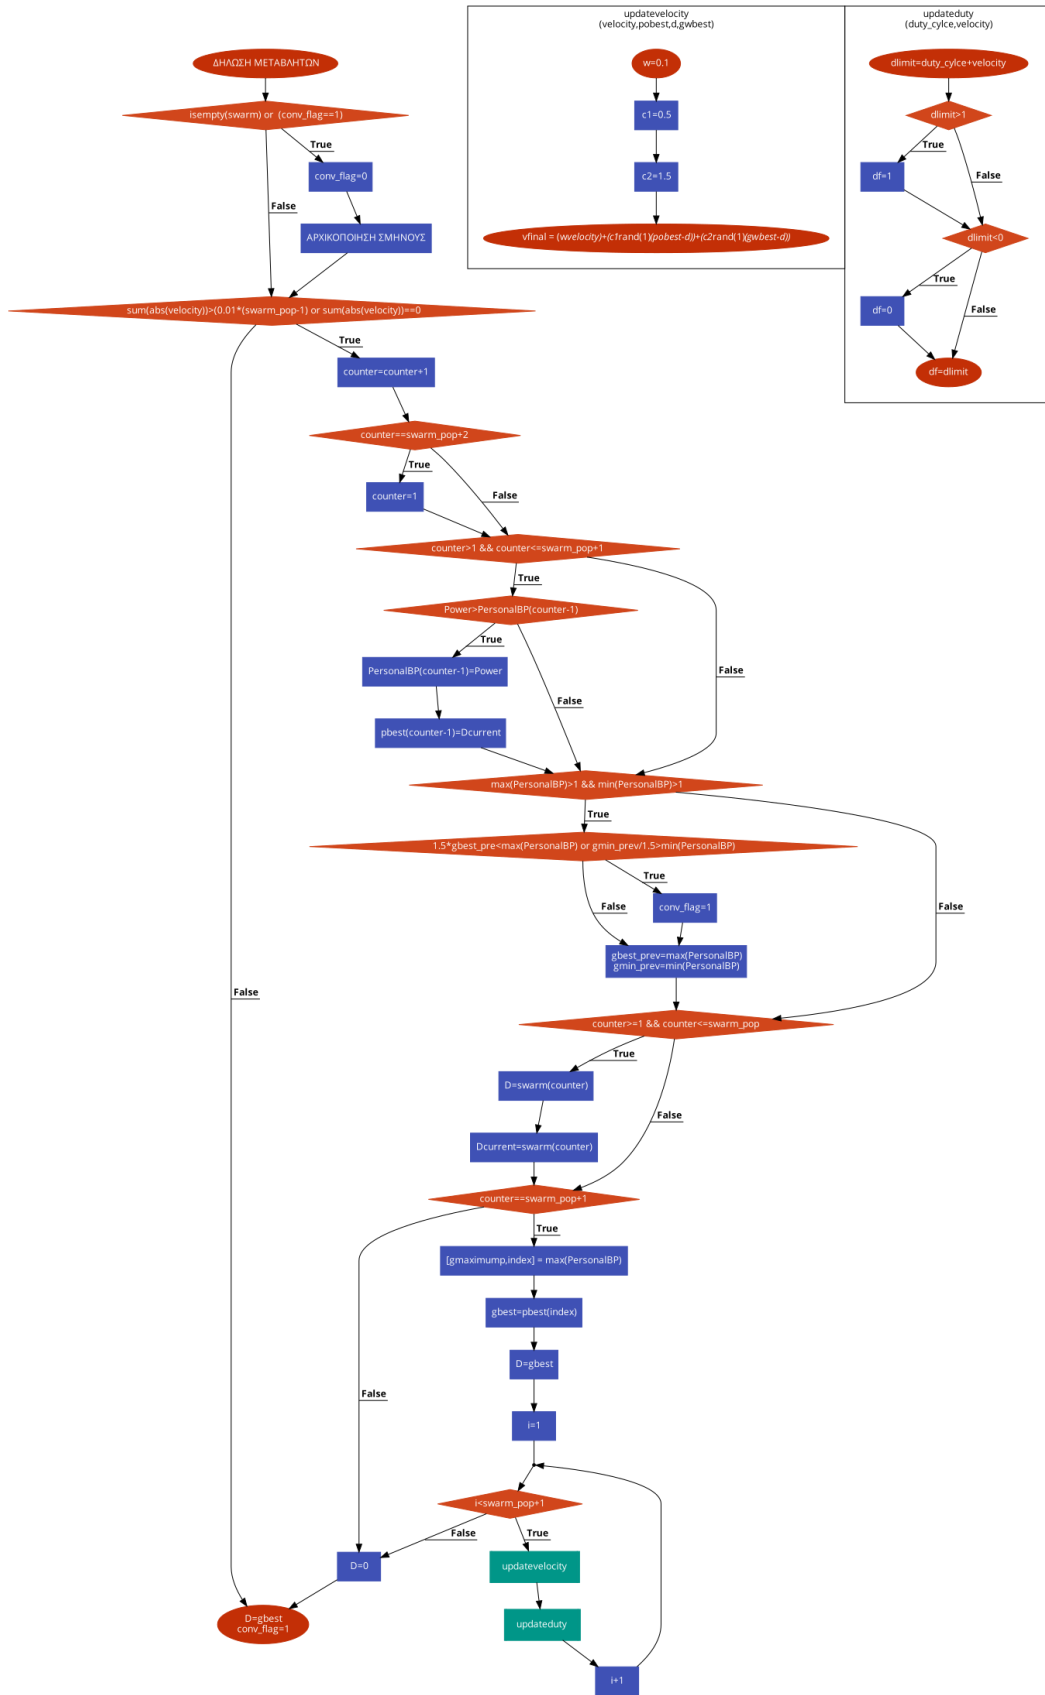 updatevelocity
(velocity,pobest,d,gwbest)
w=0.1
c1=0.5
c2=1.5
vfinal = (wvelocity)+(c1rand(1)(pobest-d))+(c2rand(1)(gwbest-d))
updateduty
(duty_cylce,velocity)
dlimit=duty_cylce+velocity
dlimit>1
True
df=1
False
dlimit<0
True
df=0
False
df=dlimit
ΔΗΛΩΣΗ ΜΕΤΑΒΛΗΤΩΝ
isempty(swarm) or (conv_flag==1)
True
conv_flag=0
False
ΑΡΧΙΚΟΠΟΙΗΣΗ ΣΜΗΝΟΥΣ
sum(abs(velocity))>(0.01*(swarm_pop-1) or sum(abs(velocity))==0
True
counter=counter+1
counter==swarm_pop+2
True
counter=1
False
counter>1 && counter<=swarm_pop+1
True
Power>PersonalBP(counter-1)
True
PersonalBP(counter-1)=Power
False
False
pbest(counter-1)=Dcurrent
max(PersonalBP)>1 && min(PersonalBP)>1
True
1.5*gbest_pre<max(PersonalBP) or gmin_prev/1.5>min(PersonalBP)
True
False
conv_flag=1
False
gbest_prev=max(PersonalBP)
gmin_prev=min(PersonalBP)
False
counter>=1 && counter<=swarm_pop
True
D=swarm(counter)
False
Dcurrent=swarm(counter)
counter==swarm_pop+1
True
[gmaximump,index] = max(PersonalBP)
gbest=pbest(index)
D=gbest
False
i=1
i<swarm_pop+1
False
True
D=0
updatevelocity
D=gbest
conv_flag=1
updateduty
i+1